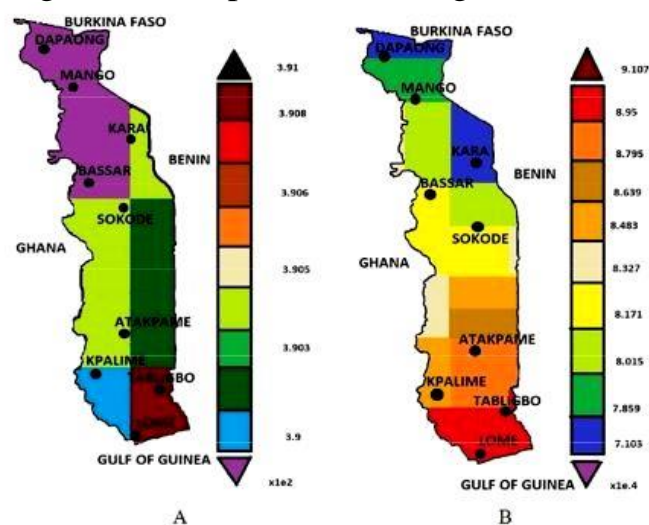 BURKINA FASO
DAPAONG
MANGO
KARA
BENIN
BASSAR
SOKODE
GHANA
ATAKPAME
KPALIME
TABLIGBO
LOME
GULF OF GUINEA
3.91
3.908
3.906
3.905
3.903
3.9
x1e2
A
BURKINA FASO
DAPAONG
MANGO
KARA
BENIN
BASSAR
SOKODE
GHANA
ATAKPAME
KPALIME
TABLIGBO
LOME
GULF OF GUINEA
9.107
8.95
8.795
8.639
8.483
8.327
8.171
8.015
7.859
7.103
x1e.4
B